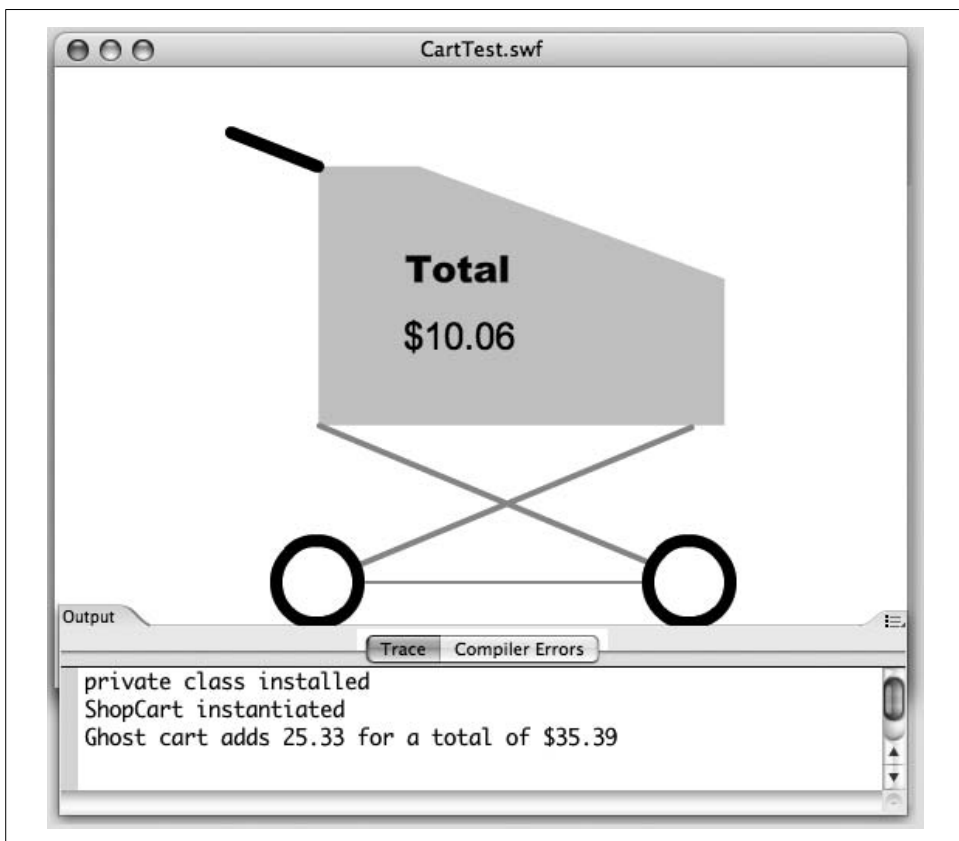 CartTest.swf
Total
$10.06
Output
Trace Compiler Errors
private class installed
ShopCart instantiated
Ghost cart adds 25.33 for a total of $35.39